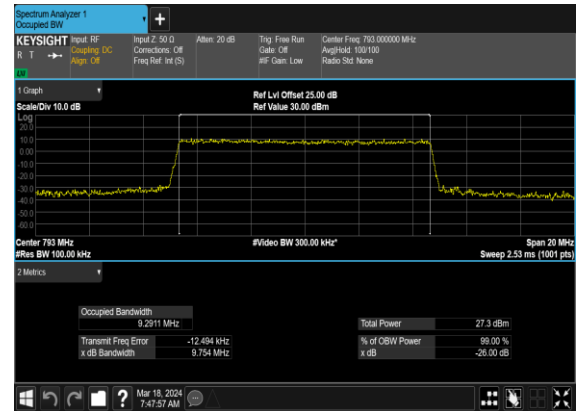 Spectrum Analyzer 1
Occupied BW
KEYSIGHT
R T
Input: RF
Coupling: DC
Align: Off
Input Z: 50 Ω
Corrections: Off
Freq Ref: Int (S)
Atten: 20 dB
Trig: Free Run
Gate: Off
#IF Gain: Low
Center Freq: 793.000000 MHz
Avg|Hold: 100/100
Radio Std: None
1 Graph
Scale/Div 10.0 dB
Ref Lvl Offset 25.00 dB
Ref Value 30.00 dBm
Log
20.0
10.0
0.00
-10.0
-20.0
-30.0
-40.0
-50.0
-60.0
Center 793 MHz
#Res BW 100.00 kHz
#Video BW 300.00 kHz*
Span 20 MHz
Sweep 2.53 ms (1001 pts)
2 Metrics
Occupied Bandwidth
9.2911 MHz
Transmit Freq Error -12.494 kHz
x dB Bandwidth 9.754 MHz
Total Power 27.3 dBm
% of OBW Power 99.00 %
x dB -26.00 dB
?
Mar 18, 2024
7:47:57 AM